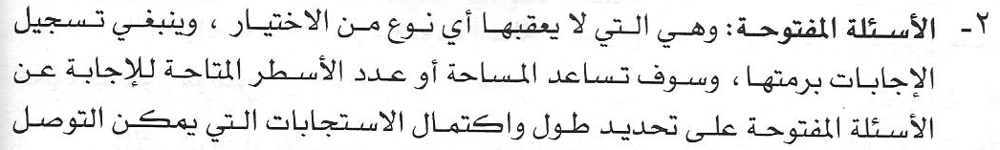 ٢- الأسئلة المفتوحة: وهي التي لا يعقبها أي نوع من الاختيار ، وينبغي تسجيل
الإجابات برمتها، وسوف تساعد المساحة أو عدد الأسطر المتاحة للإجابة عن
الأسئلة المفتوحة على تحديد طول واكتمال الاستجابات التي يمكن التوصل